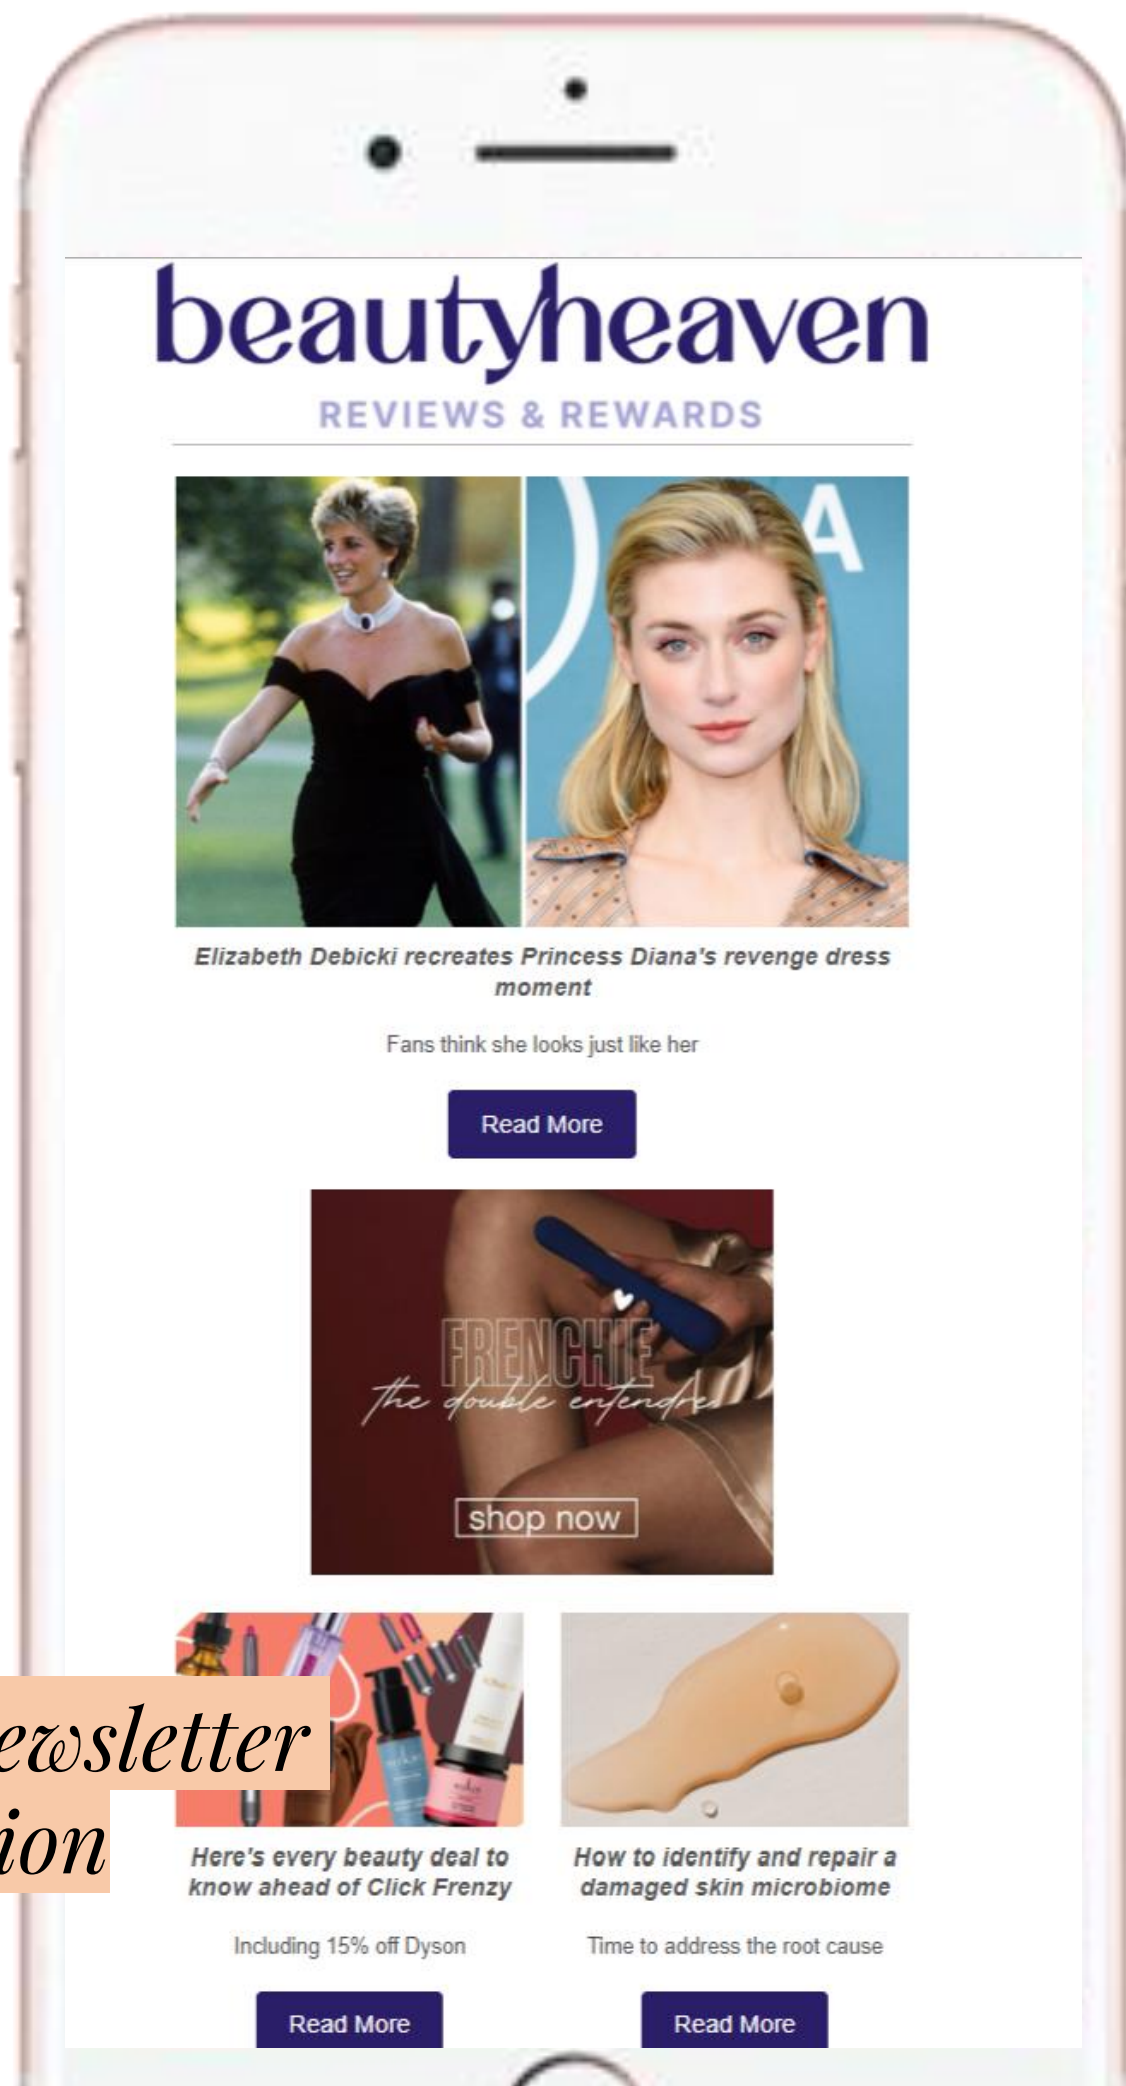 beautyheaven
REVIEWS & REWARDS
A
Elizabeth Debicki recreates Princess Diana's revenge dress
moment
Fans think she looks just like her
Read More
FRENCHIE
the double entendre
shop now
ewsletter
ion
Here's every beauty deal to
know ahead of Click Frenzy
Including 15% off Dyson
Read More
How to identify and repair a
damaged skin microbiome
Time to address the root cause
Read More